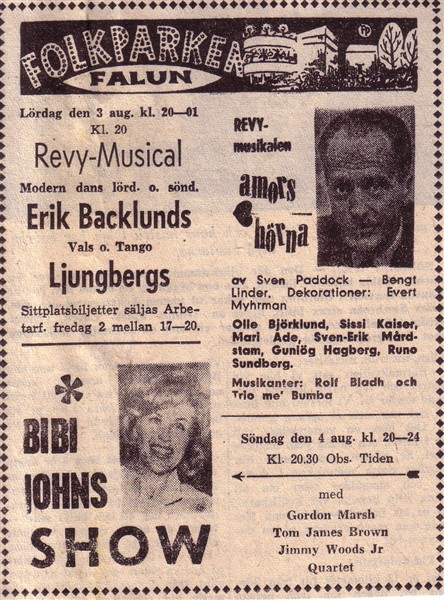 FOLKPARKEN
FALUN
FP
Lördag den 3 aug. kl. 20—01
Kl. 20
Revy-Musical
Modern dans lörd. o. sönd.
Erik Backlunds
Vals o. Tango
Ljungbergs
Sittplatsbiljetter säljas Arbe-
tarf. fredag 2 mellan 17—20.
REVY-
musikalen
amors
hörna
av Sven Paddock — Bengt
Linder. Dekorationer: Evert
Myhrman
Olle Björklund, Sissi Kaiser,
Mari Ade, Sven-Erik Mård-
stam, Guniög Hagberg, Runo
Sundberg.
Musikanter: Rolf Bladh och
Trio me' Bumba
BIBI
JOHNS
SHOW
Söndag den 4 aug. kl. 20—24
Kl. 20.30 Obs. Tiden
med
Gordon Marsh
Tom James Brown
Jimmy Woods Jr
Quartet